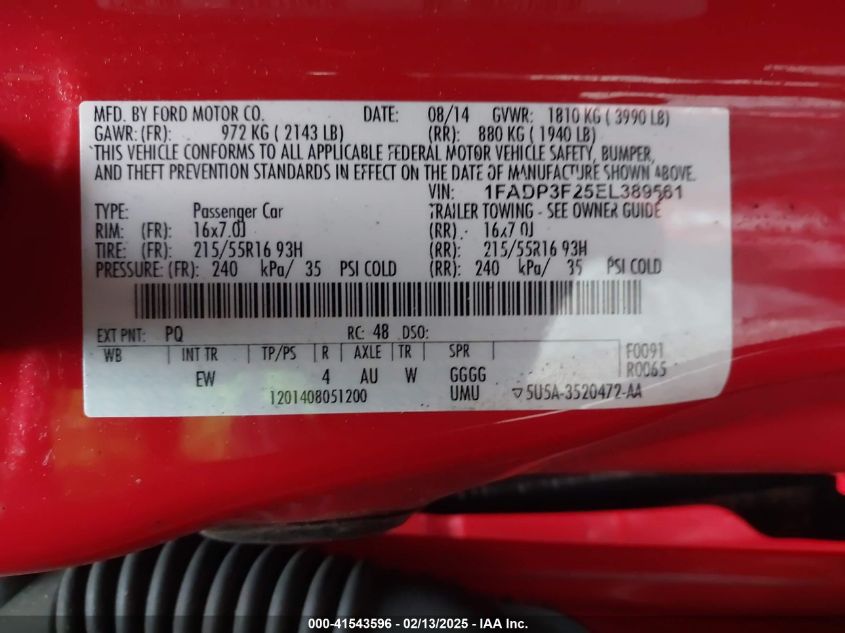 MFD. BY FORD MOTOR CO. DATE: 08/14 GVWR: 1810 KG ( 3990 LB)
GAWR: (FR): 972 KG ( 2143 LB) (RR): 880 KG ( 1940 LB)
THIS VEHICLE CONFORMS TO ALL APPLICABLE FEDERAL MOTOR VEHICLE SAFETY, BUMPER,
AND THEFT PREVENTION STANDARDS IN EFFECT ON THE DATE OF MANUFACTURE SHOWN ABOVE.
VIN: 1FADP3F25EL389561
TYPE: Passenger Car TRAILER TOWING - SEE OWNER GUIDE
RIM: (FR): 16x7.0J (RR) . 16x7 0J
TIRE: (FR): 215/55R16 93H (RR): 215/55R16 93H
PRESSURE: (FR): 240 kPa/ 35 PSI COLD (RR): 240 kPa/ 35 PSI COLD
EXT PNT: PQ RC: 48 DSO:
WB INT TR TP/PS R AXLE TR SPR F0091
EW 4 AU W GGGG R0065
1201408051200 UMU ▽ 5U5A-3520472-AA
000-41543596 - 02/13/2025 - IAA Inc.